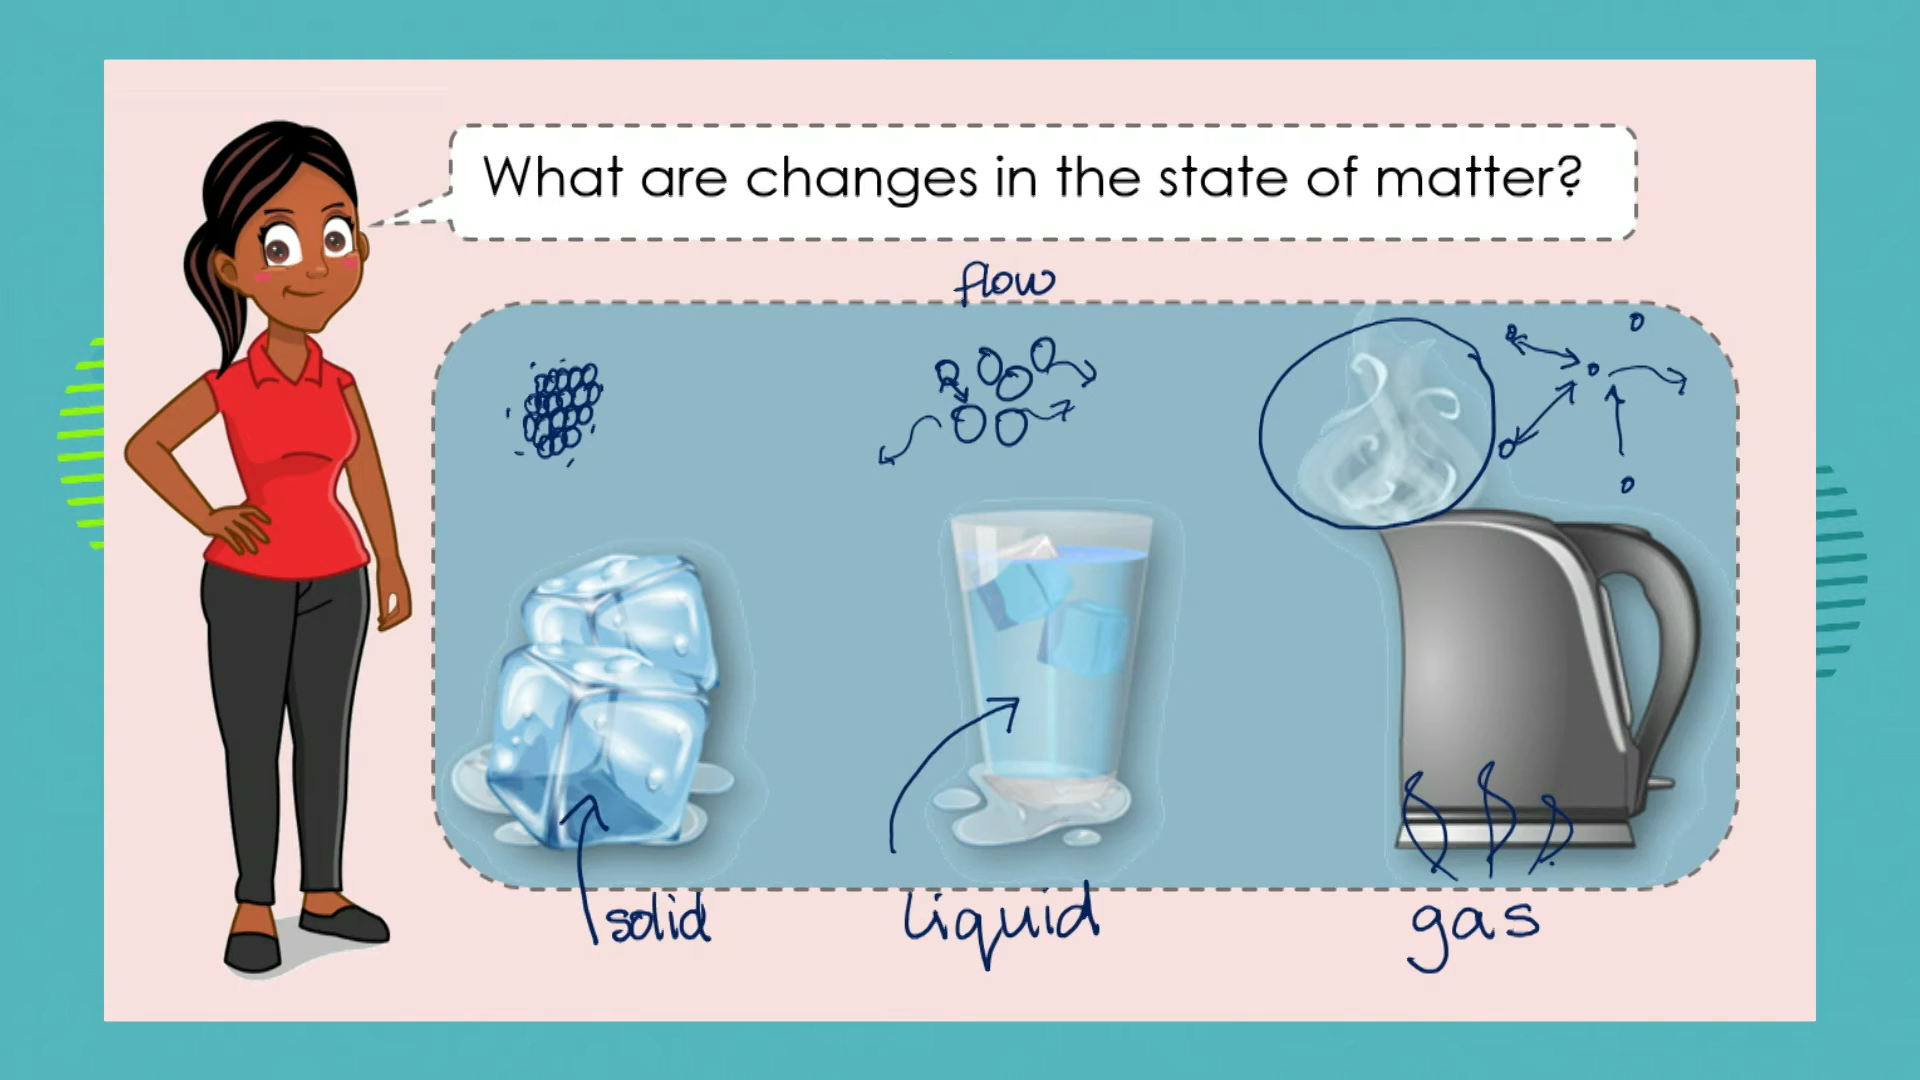 What are changes in the state of matter?
flow
solid
liquid
gas